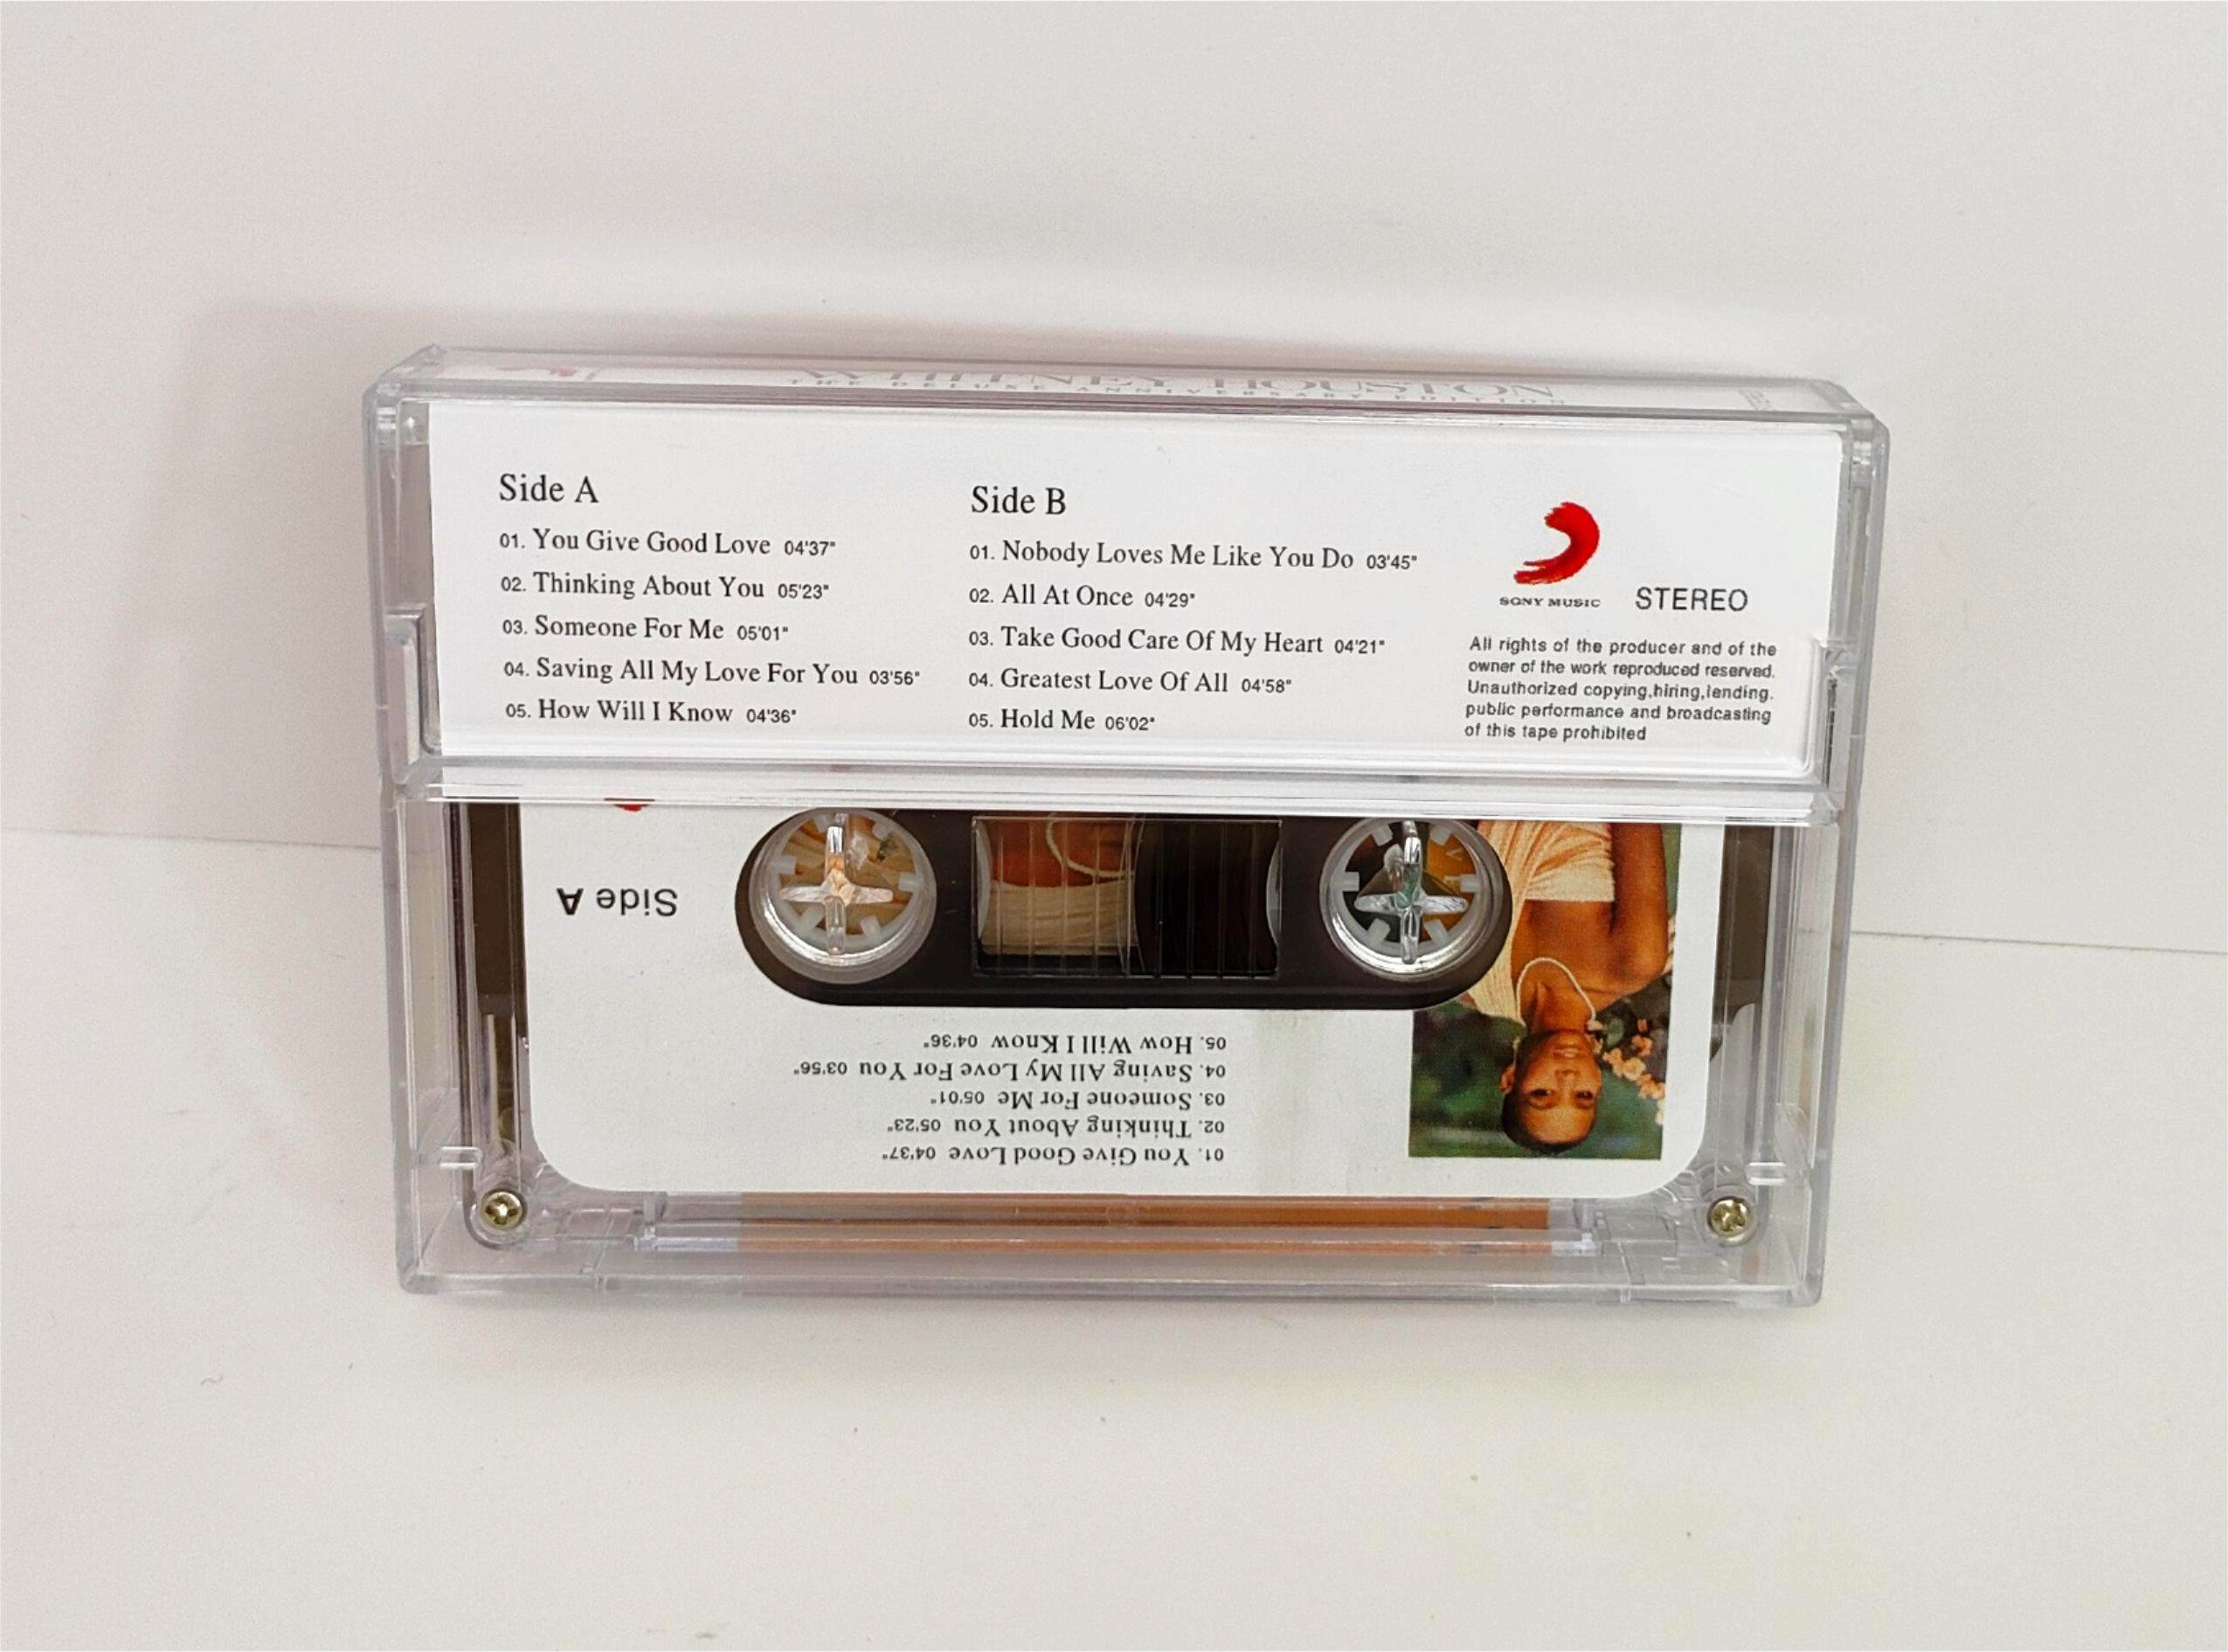 WHITNEY HOUSTON
THE DELUXE ANNIVERSARY EDITION
Side A
01. You Give Good Love 04'37"
02. Thinking About You 05'23"
03. Someone For Me 05'01"
04. Saving All My Love For You 03'56"
05. How Will I Know 04'36"
Side B
01. Nobody Loves Me Like You Do 03'45"
02. All At Once 04'29"
03. Take Good Care Of My Heart 04'21"
04. Greatest Love Of All 04'58"
05. Hold Me 06'02"
SONY MUSIC
STEREO
All rights of the producer and of the
owner of the work reproduced reserved.
Unauthorized copying,hiring,lending.
public performance and broadcasting
of this tape prohibited
Side A
01. You Give Good Love 04'37"
02. Thinking About You 05'23"
03. Someone For Me 05'01"
04. Saving All My Love For You 03'56"
05. How Will I Know 04'36"